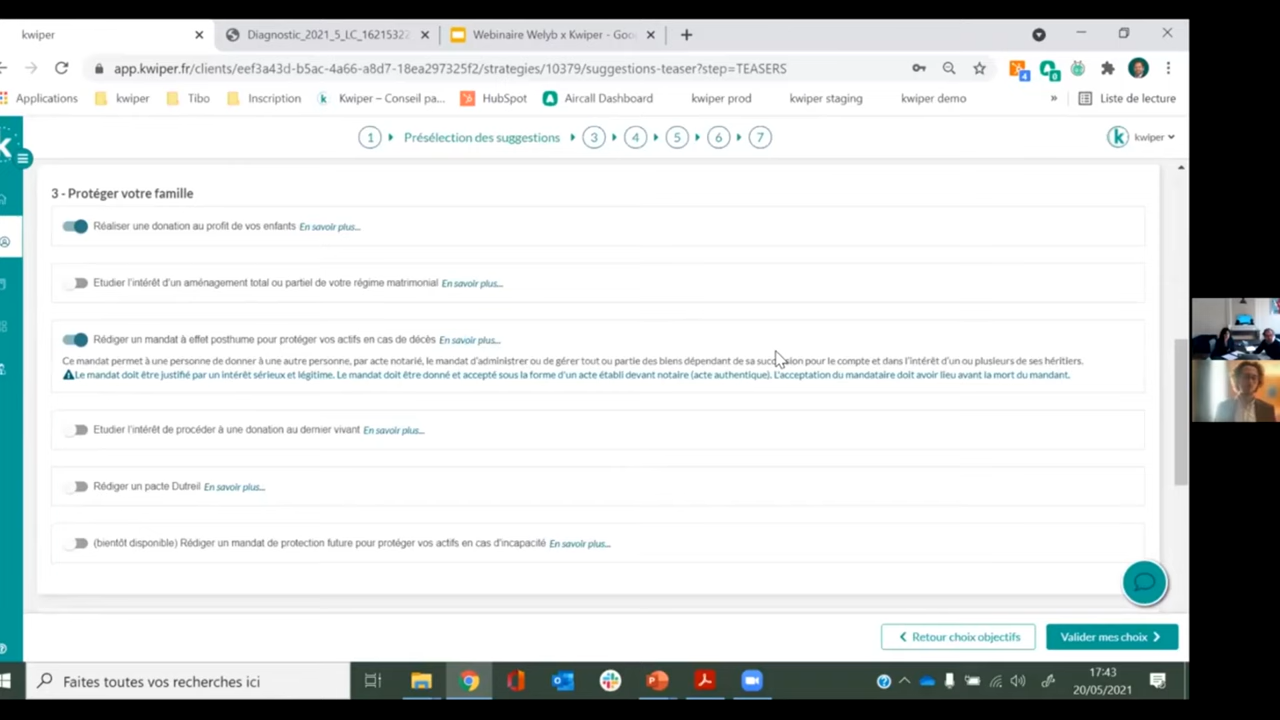 kwiper
Diagnostic_2021_5_LC_16215322
Webinaire Welyb x Kwiper - Goo
app.kwiper.fr/clients/eef3a43d-b5ac-4a66-a8d7-18ea297325f2/strategies/10379/suggestions-teaser?step=TEASERS
Applications kwiper Tibo Inscription Kwiper – Conseil pa... HubSpot Aircall Dashboard kwiper prod kwiper staging kwiper demo » Liste de lecture
1 Présélection des suggestions 3 4 5 6 7 kwiper
3 - Protéger votre famille
Réaliser une donation au profit de vos enfants En savoir plus...
Etudier l'intérêt d'un aménagement total ou partiel de votre régime matrimonial En savoir plus...
Rédiger un mandat à effet posthume pour protéger vos actifs en cas de décès En savoir plus...
Ce mandat permet à une personne de donner à une autre personne, par acte notarié, le mandat d'administrer ou de gérer tout ou partie des biens dépendant de sa succession pour le compte et dans l'intérêt d'un ou plusieurs de ses héritiers.
Le mandat doit être justifié par un intérêt sérieux et légitime. Le mandat doit être donné et accepté sous la forme d'un acte établi devant notaire (acte authentique). L'acceptation du mandataire doit avoir lieu avant la mort du mandant.
Etudier l'intérêt de procéder à une donation au dernier vivant En savoir plus...
Rédiger un pacte Dutreil En savoir plus...
(bientôt disponible) Rédiger un mandat de protection future pour protéger vos actifs en cas d'incapacité En savoir plus...
Retour choix objectifs Valider mes choix
Faites toutes vos recherches ici
17:43
20/05/2021